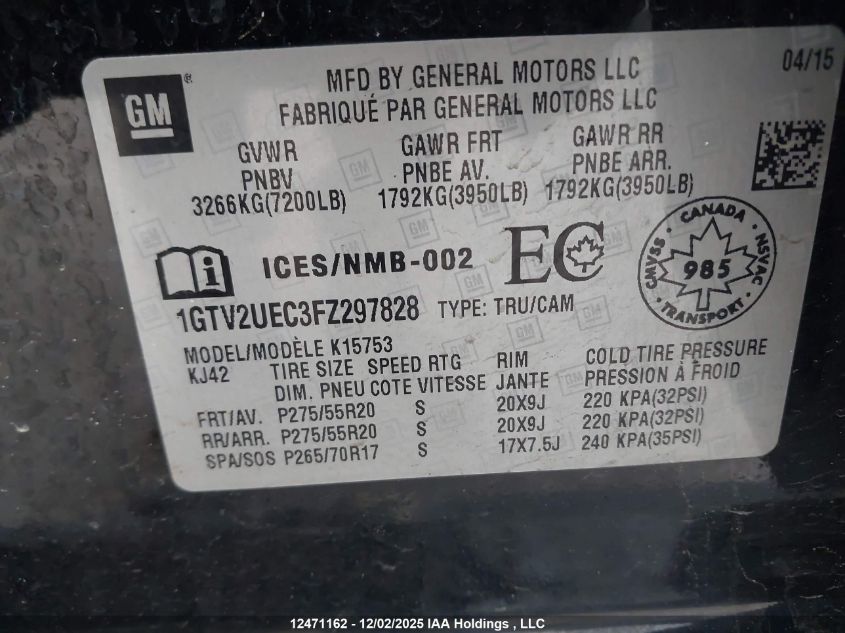 GM
MFD BY GENERAL MOTORS LLC
FABRIQUÉ PAR GENERAL MOTORS LLC
04/15
GVWR GAWR FRT GAWR RR
PNBV PNBE AV. PNBE ARR.
3266KG(7200LB) 1792KG(3950LB) 1792KG(3950LB)
ICES/NMB-002 EC
CANADA
CMVSS 985 NSVAC
TRANSPORT
1GTV2UEC3FZ297828 TYPE: TRU/CAM
MODEL/MODÈLE K15753
KJ42 TIRE SIZE SPEED RTG RIM COLD TIRE PRESSURE
DIM. PNEU COTE VITESSE JANTE PRESSION À FROID
FRT/AV. P275/55R20 S 20X9J 220 KPA(32PSI)
RR/ARR. P275/55R20 S 20X9J 220 KPA(32PSI)
SPA/SOS P265/70R17 S 17X7.5J 240 KPA(35PSI)
12471162 - 12/02/2025 IAA Holdings , LLC